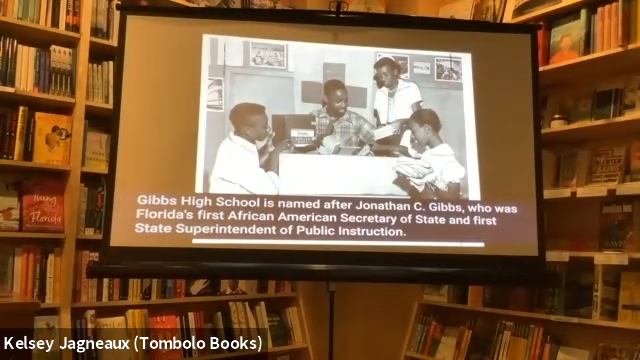 Gibbs High School is named after Jonathan C. Gibbs, who was
Florida's first African American Secretary of State and first
State Superintendent of Public Instruction.
Florida
Kelsey Jagneaux (Tombolo Books)